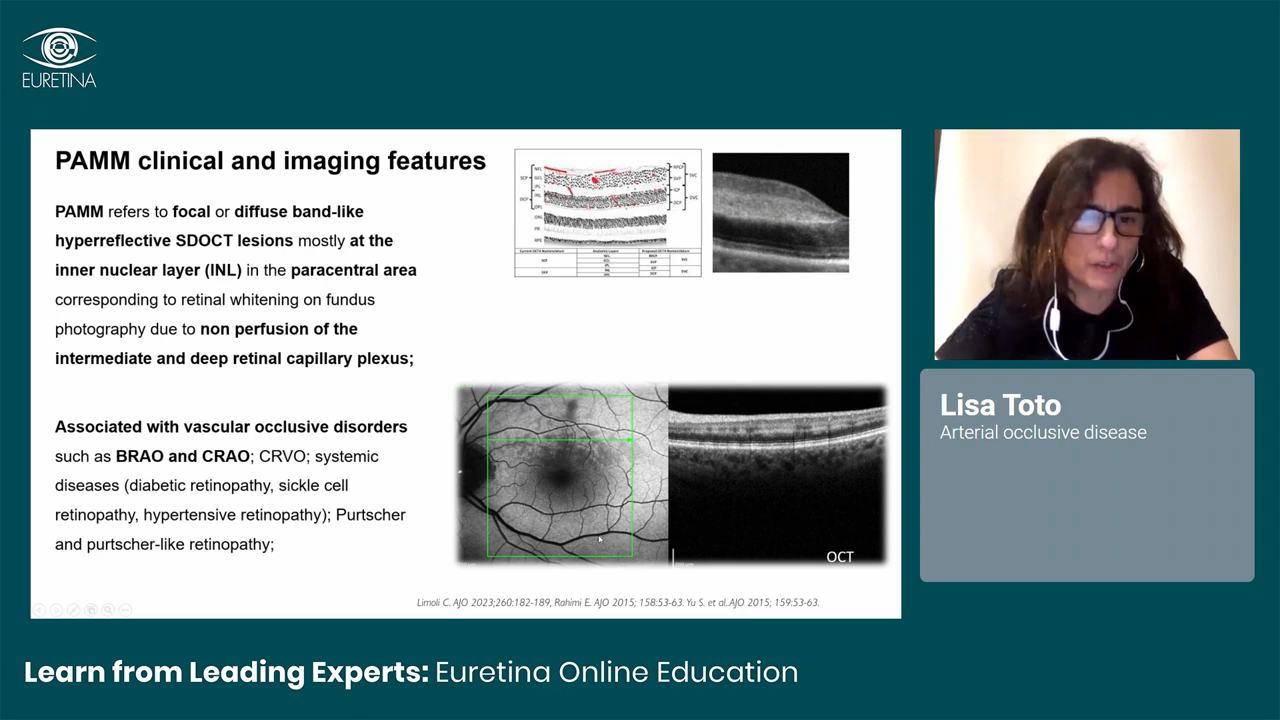 EURETINA
PAMM clinical and imaging features
PAMM refers to focal or diffuse band-like
hyperreflective SDOCT lesions mostly at the
inner nuclear layer (INL) in the paracentral area
corresponding to retinal whitening on fundus
photography due to non perfusion of the
intermediate and deep retinal capillary plexus;
Associated with vascular occlusive disorders
such as BRAO and CRAO; CRVO; systemic
diseases (diabetic retinopathy, sickle cell
retinopathy, hypertensive retinopathy); Purtscher
and purtscher-like retinopathy;
OCT
Limoli C. AJO 2023;260:182-189, Rahimi E. AJO 2015; 158:53-63. Yu S. et al..AJO 2015; 159:53-63.
Lisa Toto
Arterial occlusive disease
Learn from Leading Experts: Euretina Online Education